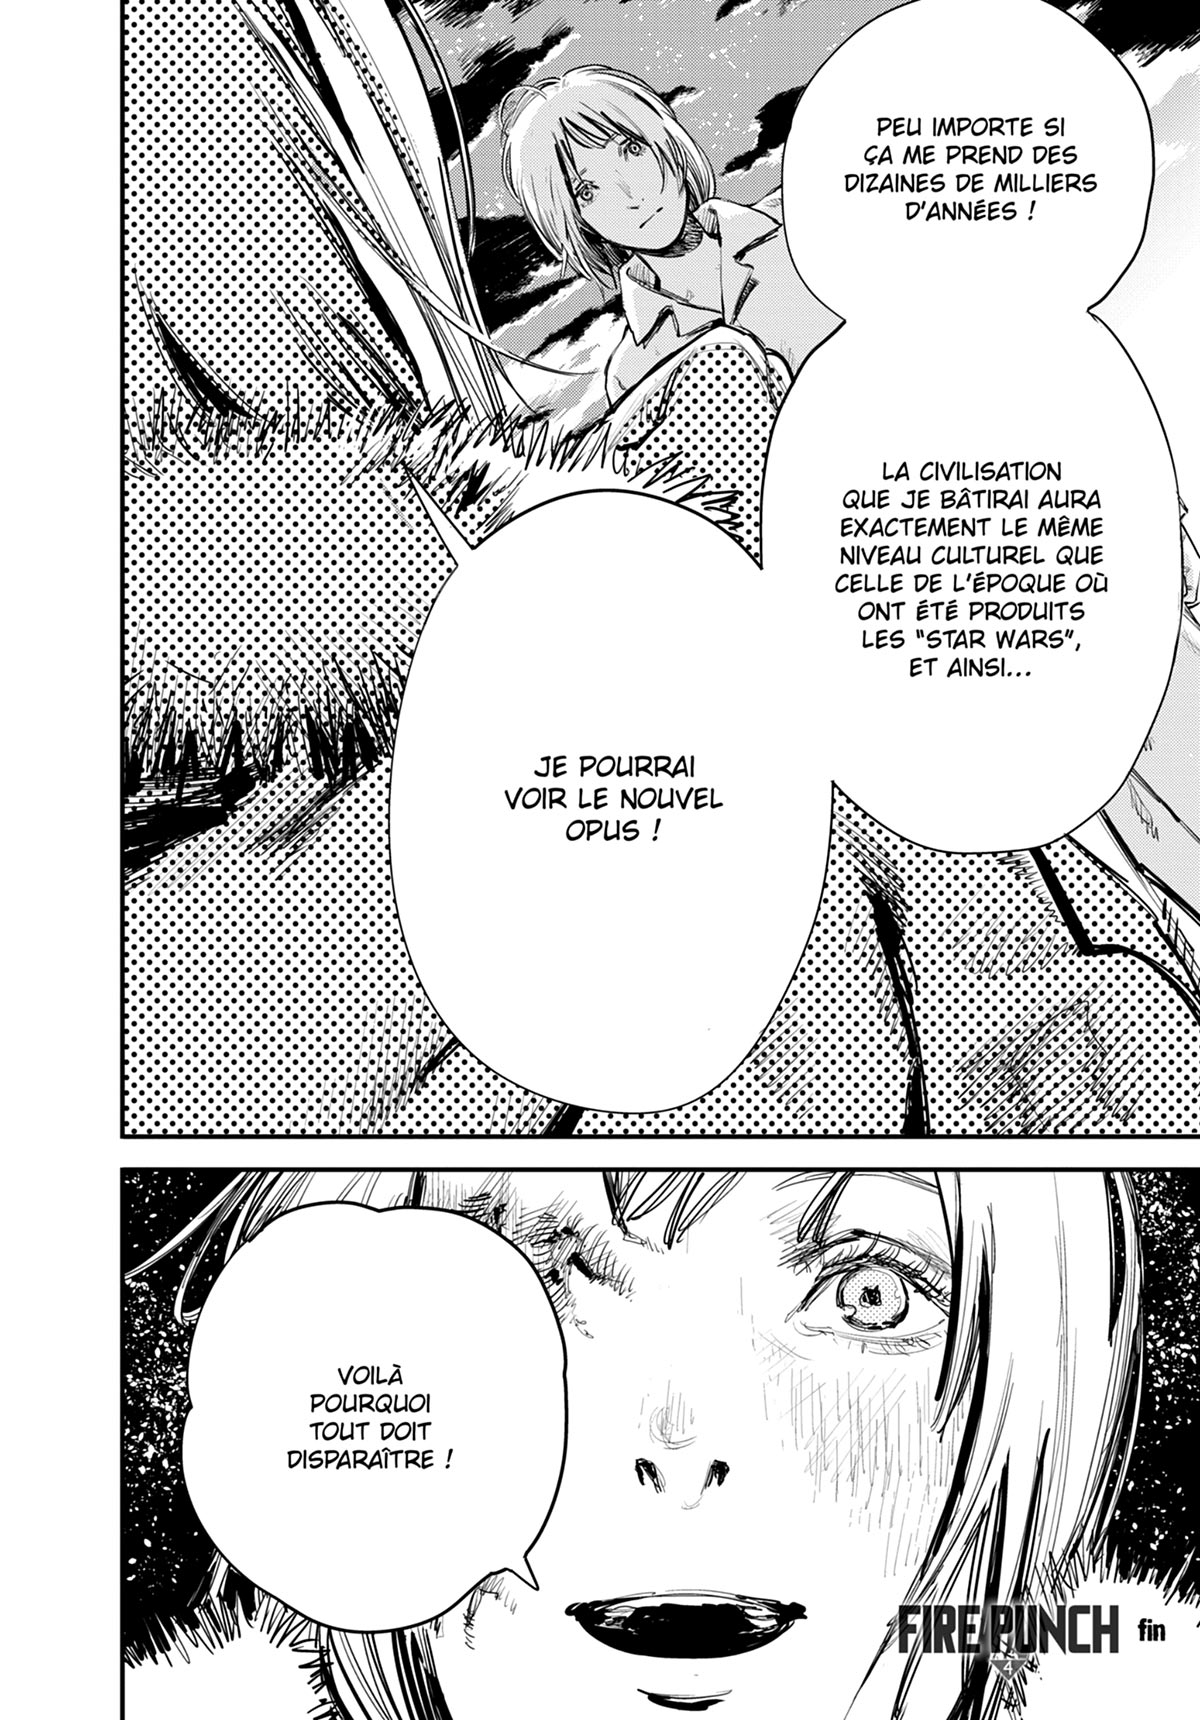 PEU IMPORTE SI
ÇA ME PREND DES
DIZAINES DE MILLIERS
D'ANNÉES !
LA CIVILISATION
QUE JE BÂTIRAI AURA
EXACTEMENT LE MÊME
NIVEAU CULTUREL QUE
CELLE DE L'ÉPOQUE OÙ
ONT ÉTÉ PRODUITS
LES "STAR WARS",
ET AINSI...
JE POURRAI
VOIR LE NOUVEL
OPUS !
VOILÀ
POURQUOI
TOUT DOIT
DISPARAÎTRE !
FIRE PUNCH fin
4